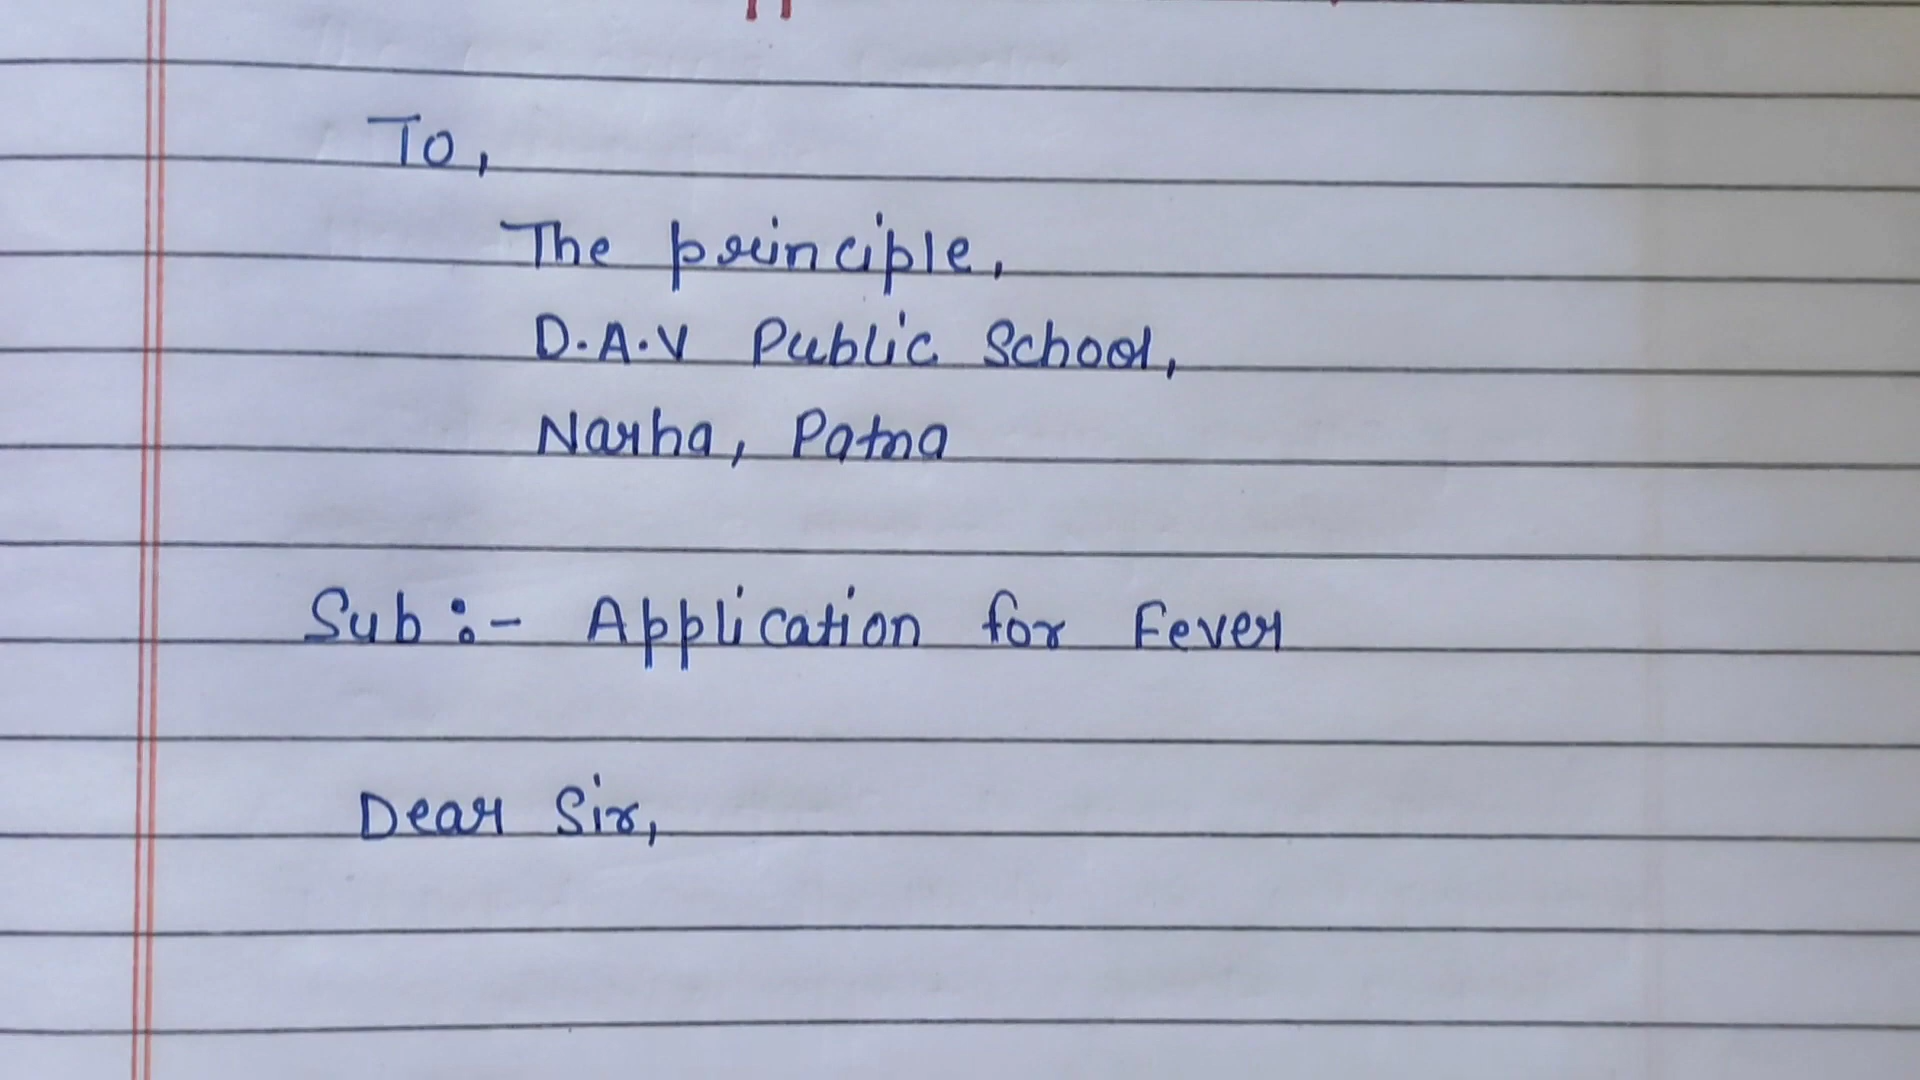 To,
The principle,
D.A.V Public School,
Narha, Patna
Sub :- Application for Fever
Dear Sir,